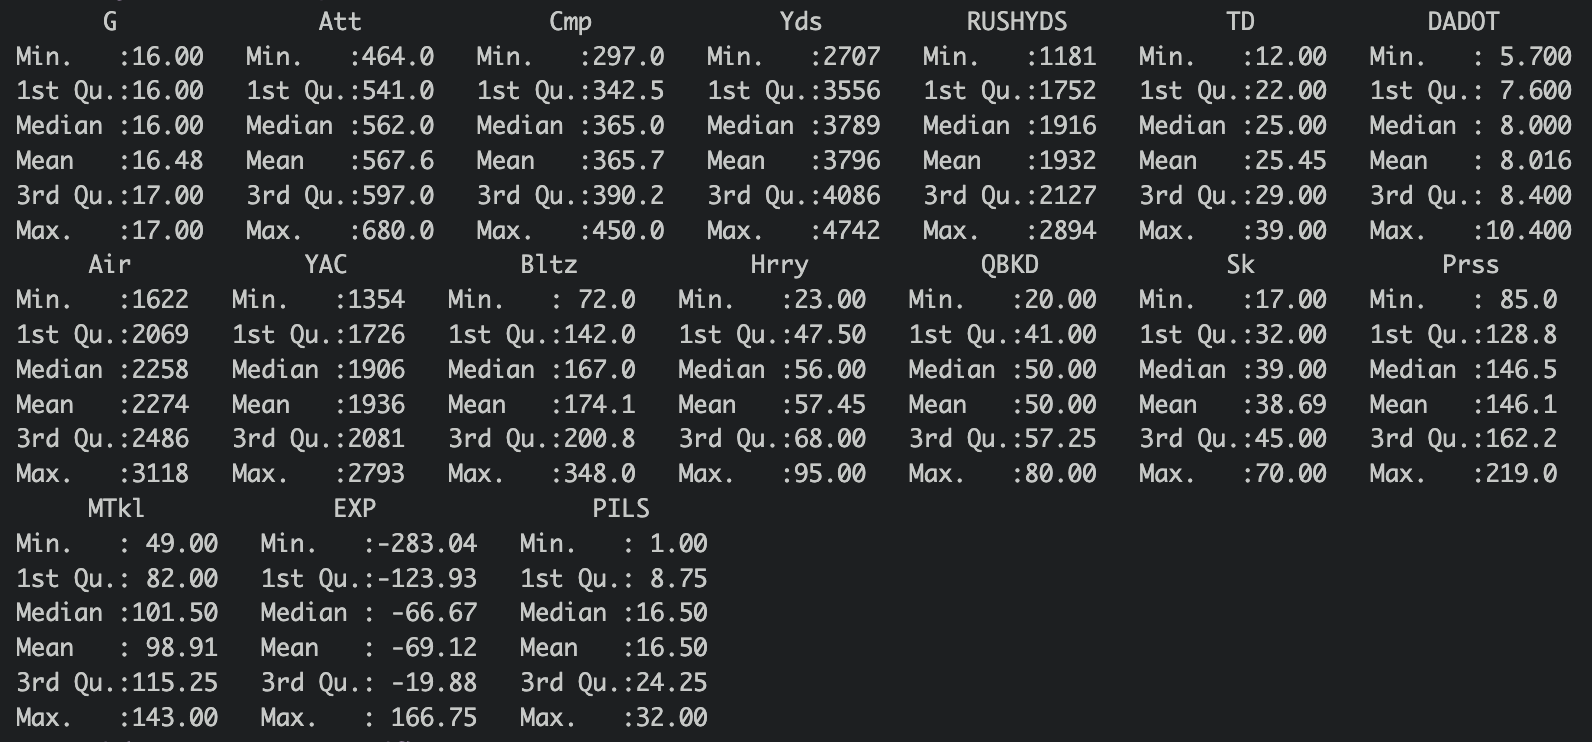 G Att Cmp Yds RUSHYDS TD DADOT
Min. :16.00 Min. :464.0 Min. :297.0 Min. :2707 Min. :1181 Min. :12.00 Min. : 5.700
1st Qu.:16.00 1st Qu.:541.0 1st Qu.:342.5 1st Qu.:3556 1st Qu.:1752 1st Qu.:22.00 1st Qu.: 7.600
Median :16.00 Median :562.0 Median :365.0 Median :3789 Median :1916 Median :25.00 Median : 8.000
Mean :16.48 Mean :567.6 Mean :365.7 Mean :3796 Mean :1932 Mean :25.45 Mean : 8.016
3rd Qu.:17.00 3rd Qu.:597.0 3rd Qu.:390.2 3rd Qu.:4086 3rd Qu.:2127 3rd Qu.:29.00 3rd Qu.: 8.400
Max. :17.00 Max. :680.0 Max. :450.0 Max. :4742 Max. :2894 Max. :39.00 Max. :10.400
Air YAC Bltz Hrry QBKD Sk Prss
Min. :1622 Min. :1354 Min. : 72.0 Min. :23.00 Min. :20.00 Min. :17.00 Min. : 85.0
1st Qu.:2069 1st Qu.:1726 1st Qu.:142.0 1st Qu.:47.50 1st Qu.:41.00 1st Qu.:32.00 1st Qu.:128.8
Median :2258 Median :1906 Median :167.0 Median :56.00 Median :50.00 Median :39.00 Median :146.5
Mean :2274 Mean :1936 Mean :174.1 Mean :57.45 Mean :50.00 Mean :38.69 Mean :146.1
3rd Qu.:2486 3rd Qu.:2081 3rd Qu.:200.8 3rd Qu.:68.00 3rd Qu.:57.25 3rd Qu.:45.00 3rd Qu.:162.2
Max. :3118 Max. :2793 Max. :348.0 Max. :95.00 Max. :80.00 Max. :70.00 Max. :219.0
MTkl EXP PILS
Min. : 49.00 Min. :-283.04 Min. : 1.00
1st Qu.: 82.00 1st Qu.:-123.93 1st Qu.: 8.75
Median :101.50 Median : -66.67 Median :16.50
Mean : 98.91 Mean : -69.12 Mean :16.50
3rd Qu.:115.25 3rd Qu.: -19.88 3rd Qu.:24.25
Max. :143.00 Max. : 166.75 Max. :32.00